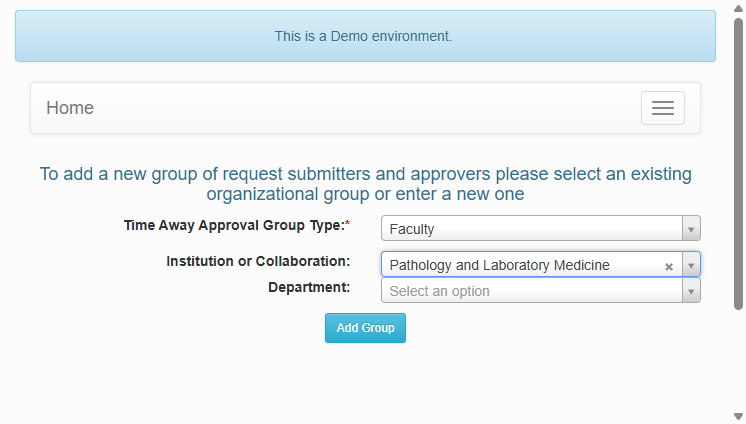 This is a Demo environment.
Home
To add a new group of request submitters and approvers please select an existing
organizational group or enter a new one
Time Away Approval Group Type:*
Faculty
Institution or Collaboration:
Pathology and Laboratory Medicine
Department:
Select an option
Add Group